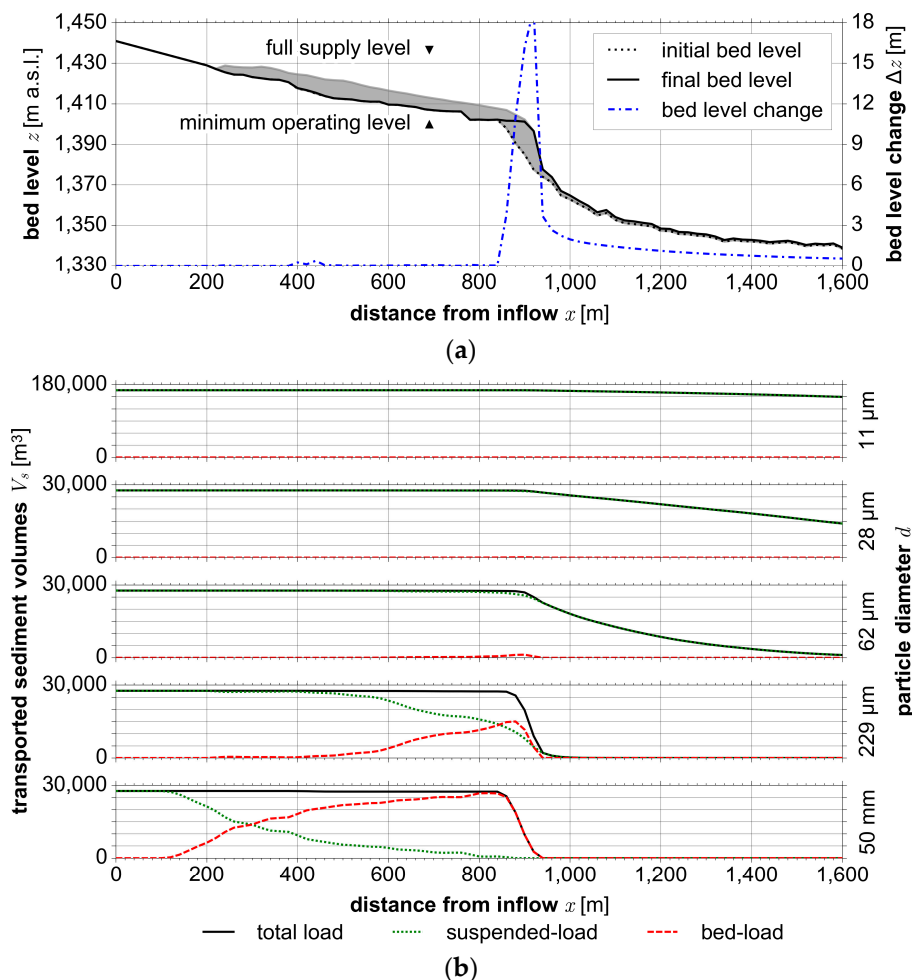 1,450
1,430
1,410
1,390
1,370
1,350
1,330
bed level z [m a.s.l.]
full supply level ▼
minimum operating level ▲
initial bed level
final bed level
bed level change
18
15
12
9
6
3
0
bed level change Δz [m]
0 200 400 600 800 1,000 1,200 1,400 1,600
distance from inflow x [m]
(a)
transported sediment volumes Vₛ [m³]
180,000
0
11 µm
30,000
0
28 µm
30,000
0
62 µm
30,000
0
229 µm
30,000
0
50 mm
particle diameter d
0 200 400 600 800 1,000 1,200 1,400 1,600
distance from inflow x [m]
total load suspended-load bed-load
(b)